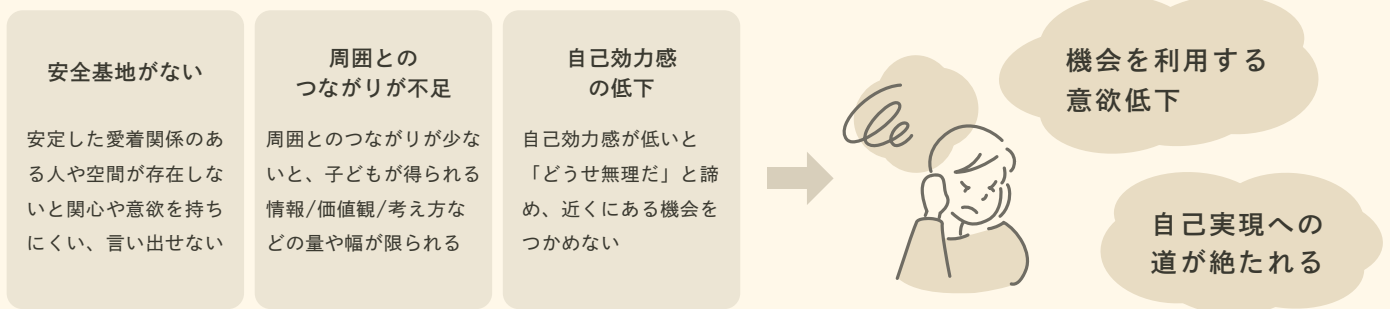 安全基地がない
安定した愛着関係のあ
る人や空間が存在しな
いと関心や意欲を持ち
にくい、言い出せない
周囲との
つながりが不足
周囲とのつながりが少な
いと、子どもが得られる
情報/価値観/考え方な
どの量や幅が限られる
自己効力感
の低下
自己効力感が低いと
「どうせ無理だ」と諦
め、近くにある機会を
つかめない
機会を利用する
意欲低下
自己実現への
道が絶たれる